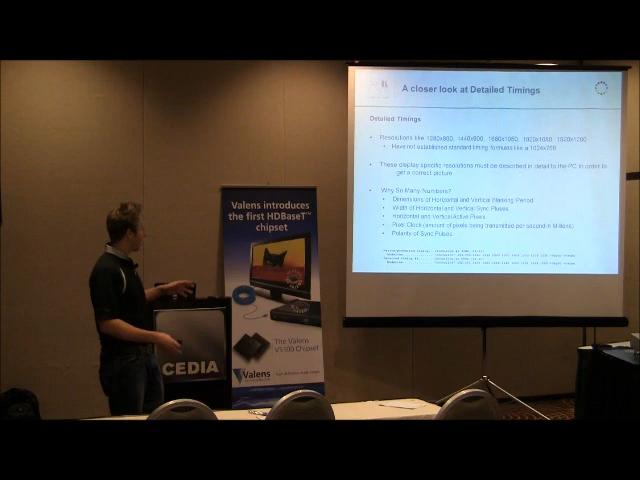 A closer look at Detailed Timings
Detailed Timings
Resolutions like 1280x800, 1440x900, 1680x1050, 1920x1080, 1920x1200
Have not established standard timing formulas like a 1024x768
These display specific resolutions must be described in detail to the PC in order to
get a correct picture
Why So Many Numbers?
Dimensions of Horizontal and Vertical Blanking Period
Width of Horizontal and Vertical Sync Pluses
Horizontal and Vertical Active Pixels
Pixel Clock (amount of pixels being transmitted per second in Millions)
Polarity of Sync Pulses
Valens introduces
the first HDBaseT™
chipset
The Valens
VS100 Chipset
Valens
CEDIA